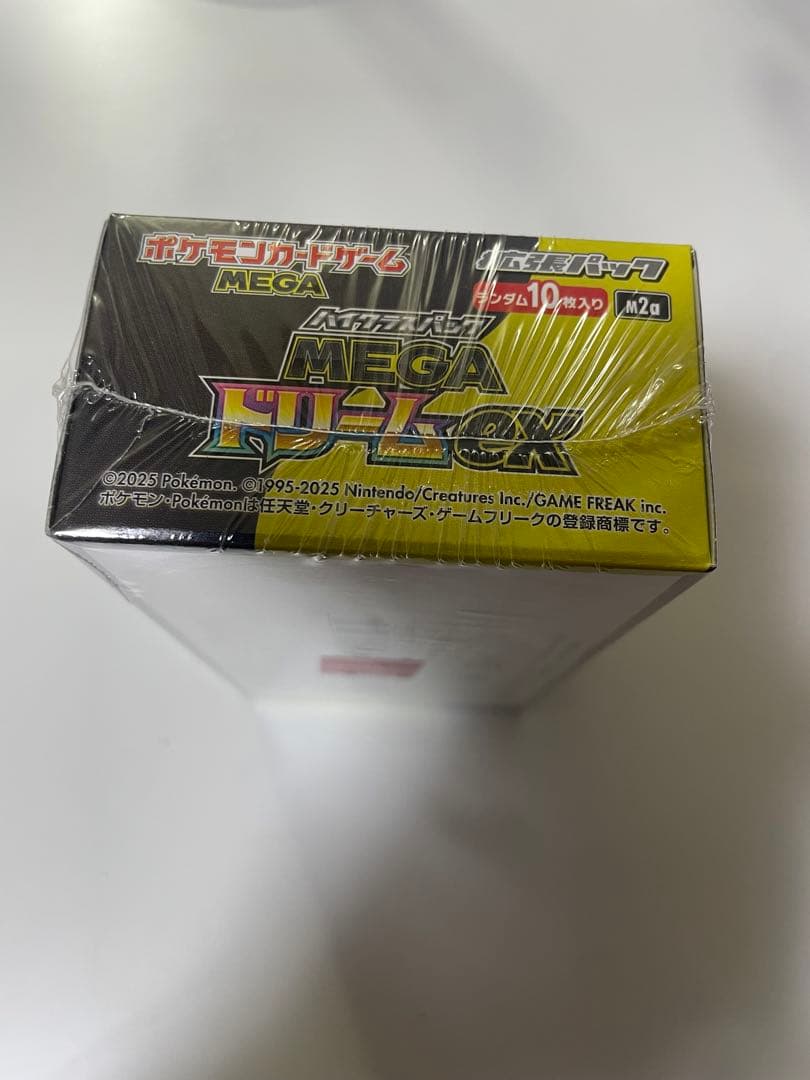 ポケモンカードゲーム
MEGA
拡張パック
ランダム10枚入り
M2a
ハイクラスパック
MEGA
ドリームex
©2025 Pokémon. ©1995-2025 Nintendo/Creatures Inc./GAME FREAK inc.
ポケモン・Pokémonは任天堂・クリーチャーズ・ゲームフリークの登録商標です。